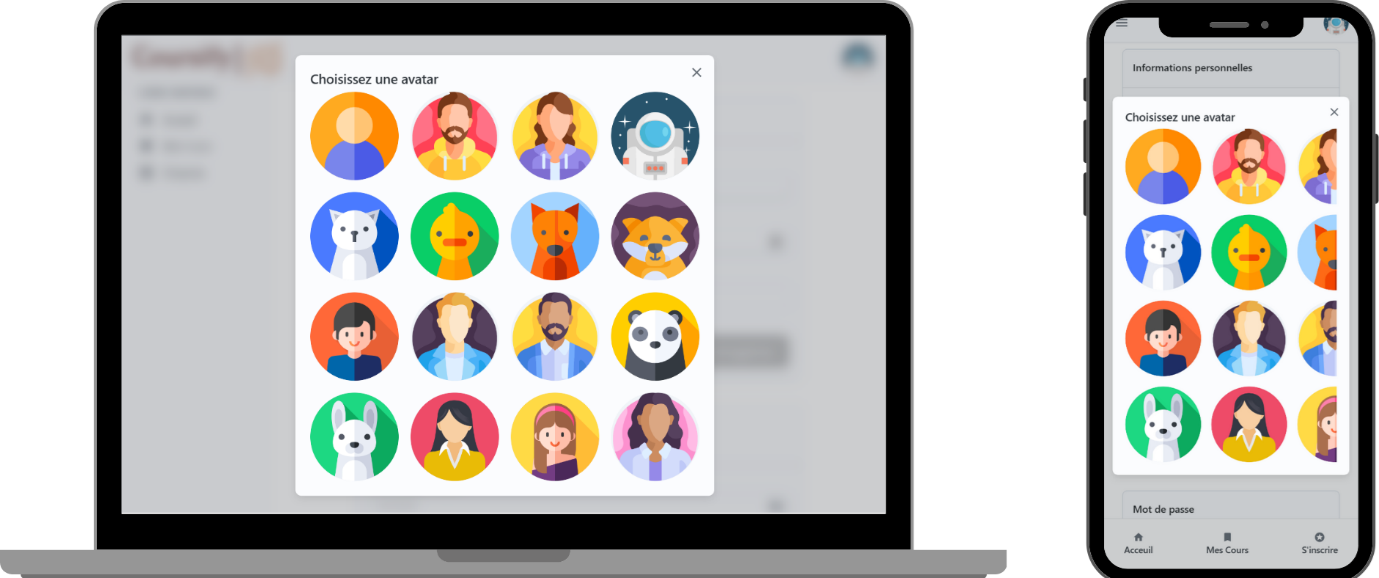 Choisissez une avatar
Informations personnelles
Choisissez une avatar
Mot de passe
Acceuil
Mes Cours
S'inscrire